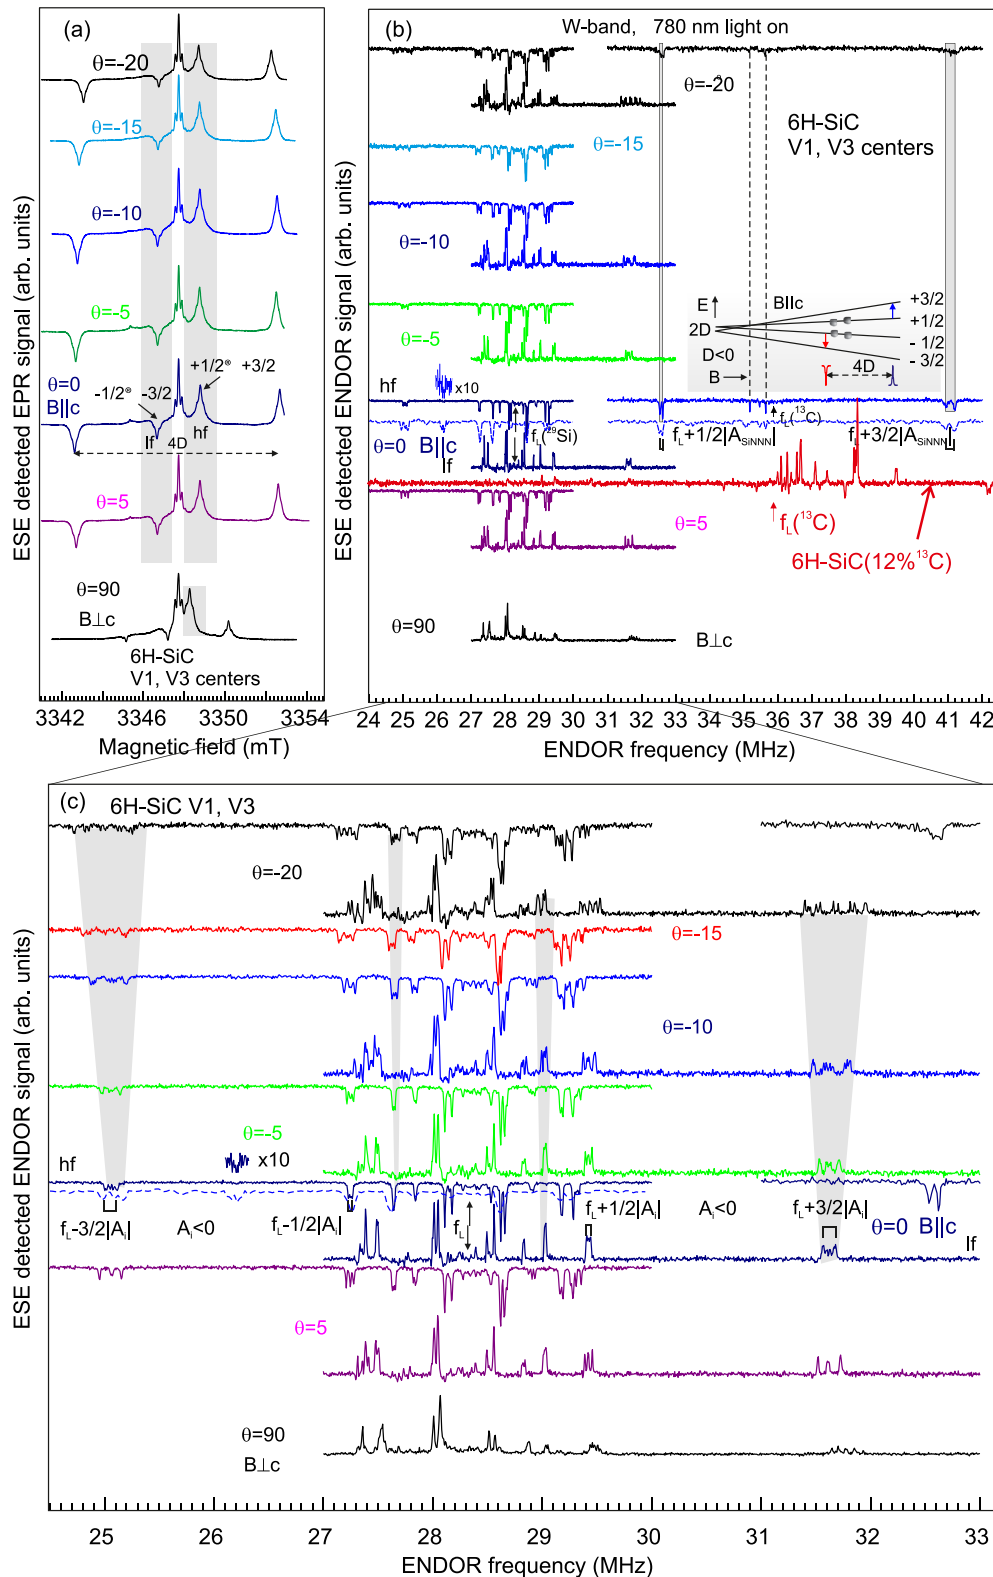 (a)
θ=-20
θ=-15
θ=-10
θ=-5
θ=0
B||c
-1/2⊗
-3/2
+1/2⊗
+3/2
lf
4D
hf
θ=5
θ=90
B⊥c
6H-SiC
V1, V3 centers
3342
3346
3350
3354
Magnetic field (mT)
ESE detected EPR signal (arb. units)
(b)
W-band, 780 nm light on
θ=-20
6H-SiC
V1, V3 centers
θ=-15
θ=-10
θ=-5
E
2D
D<0
B
B||c
+3/2
+1/2
- 1/2
- 3/2
4D
hf
x10
fL(29Si)
fL(13C)
fL+1/2|ASiNNN|
fL+3/2|ASiNNN|
θ=0 B||c
lf
fL(13C)
6H-SiC(12%13C)
θ=5
θ=90
B⊥c
24 25 26 27 28 29 30 31 32 33 34 35 36 37 38 39 40 41 42
ENDOR frequency (MHz)
ESE detected ENDOR signal (arb. units)
(c)
6H-SiC V1, V3
θ=-20
θ=-15
θ=-10
θ=-5
hf
x10
fL-3/2|Ai|
Ai<0
fL-1/2|Ai|
fL
fL+1/2|Ai|
Ai<0
fL+3/2|Ai|
θ=0 B||c
lf
θ=5
θ=90
B⊥c
25 26 27 28 29 30 31 32 33
ENDOR frequency (MHz)
ESE detected ENDOR signal (arb. units)